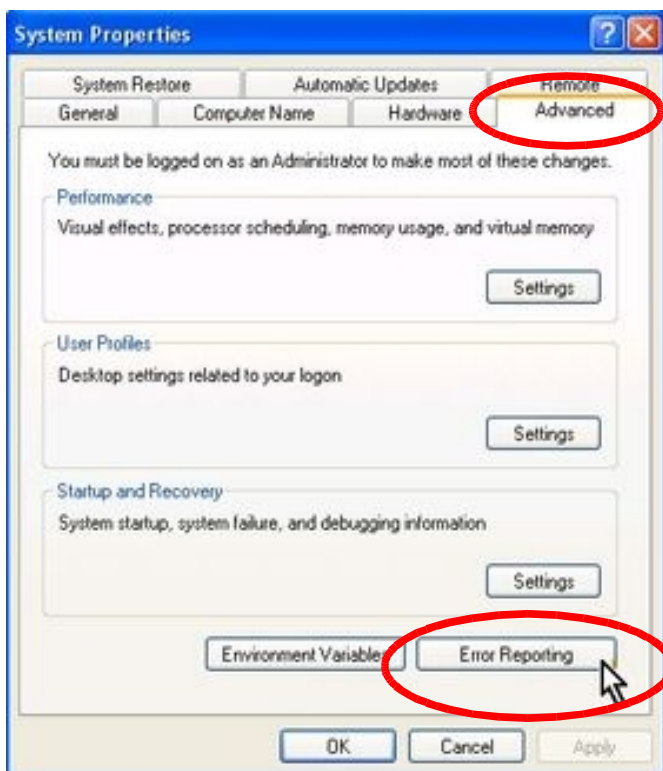 System Properties
System Restore Automatic Updates Remote
General Computer Name Hardware Advanced
You must be logged on as an Administrator to make most of these changes.
Performance
Visual effects, processor scheduling, memory usage, and virtual memory
Settings
User Profiles
Desktop settings related to your logon
Settings
Startup and Recovery
System startup, system failure, and debugging information
Settings
Environment Variables Error Reporting
OK Cancel Apply